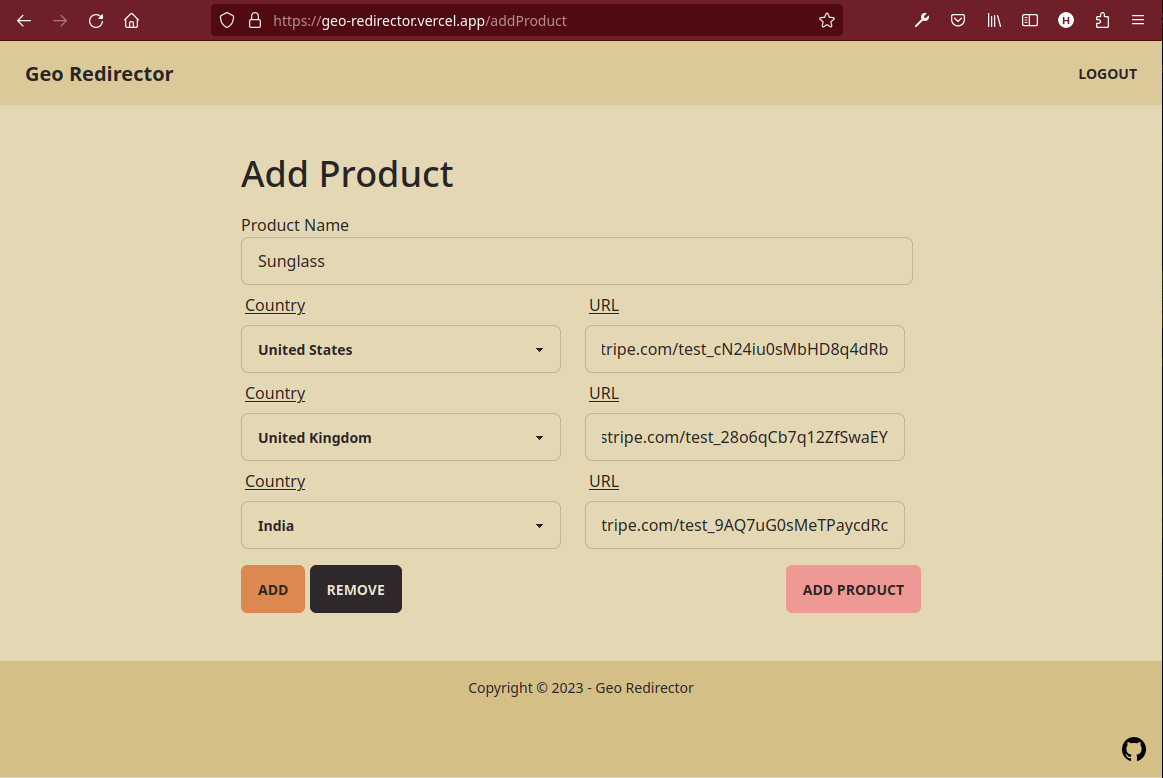 https://geo-redirector.vercel.app/addProduct
H
Geo Redirector
LOGOUT
Add Product
Product Name
Sunglass
Country URL
United States tripe.com/test_cN24iu0sMbHD8q4dRb
Country URL
United Kingdom stripe.com/test_28o6qCb7q12ZfSwaEY
Country URL
India tripe.com/test_9AQ7uG0sMeTPaycdRc
ADD REMOVE ADD PRODUCT
Copyright © 2023 - Geo Redirector